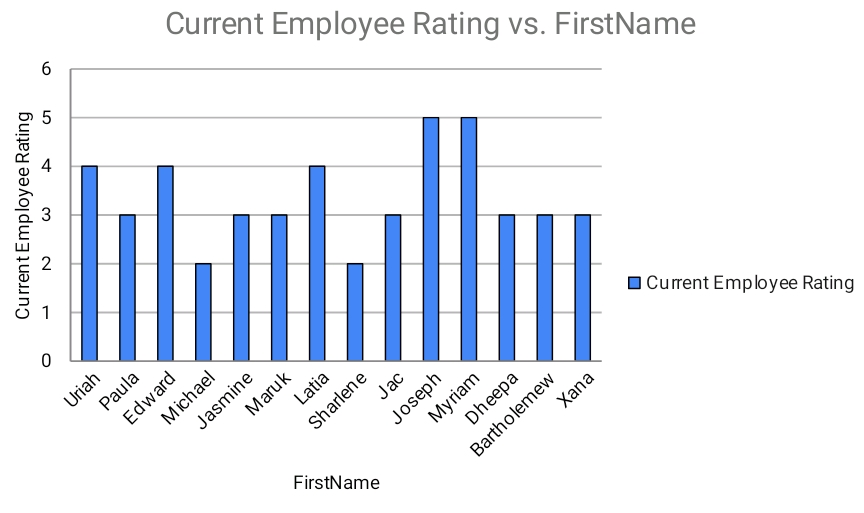 Current Employee Rating vs. FirstName
6
5
4
3
2
1
0
Current Employee Rating
Uriah
Paula
Edward
Michael
Jasmine
Maruk
Latia
Sharlene
Jac
Joseph
Myriam
Dheepa
Bartholemew
Xana
FirstName
Current Employee Rating